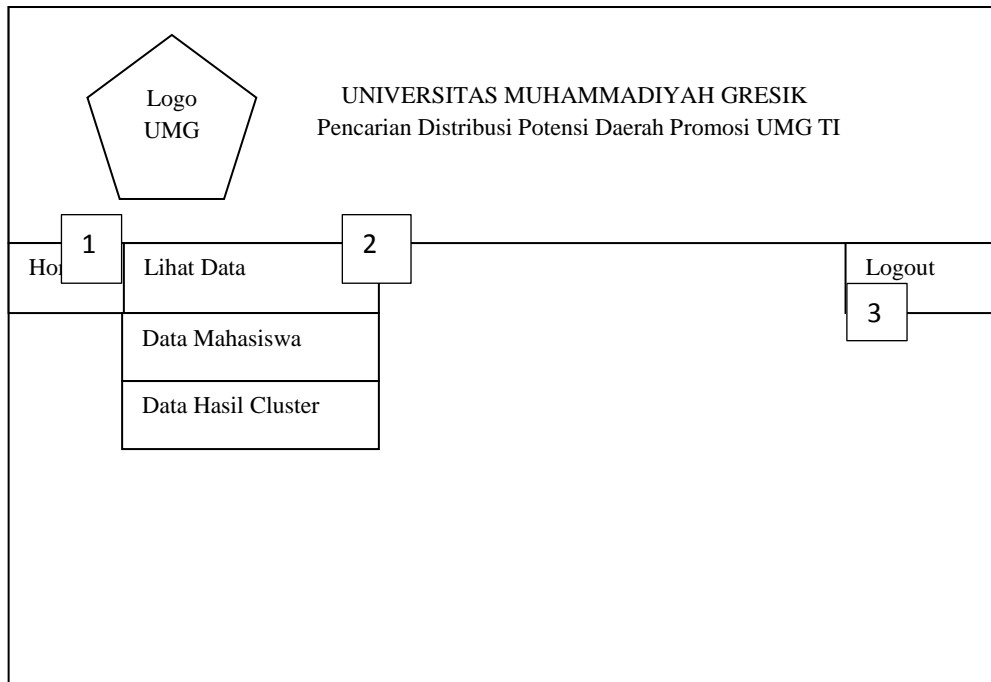 Logo
UMG
UNIVERSITAS MUHAMMADIYAH GRESIK
Pencarian Distribusi Potensi Daerah Promosi UMG TI
1
2
Lihat Data
Logout
3
Data Mahasiswa
Data Hasil Cluster